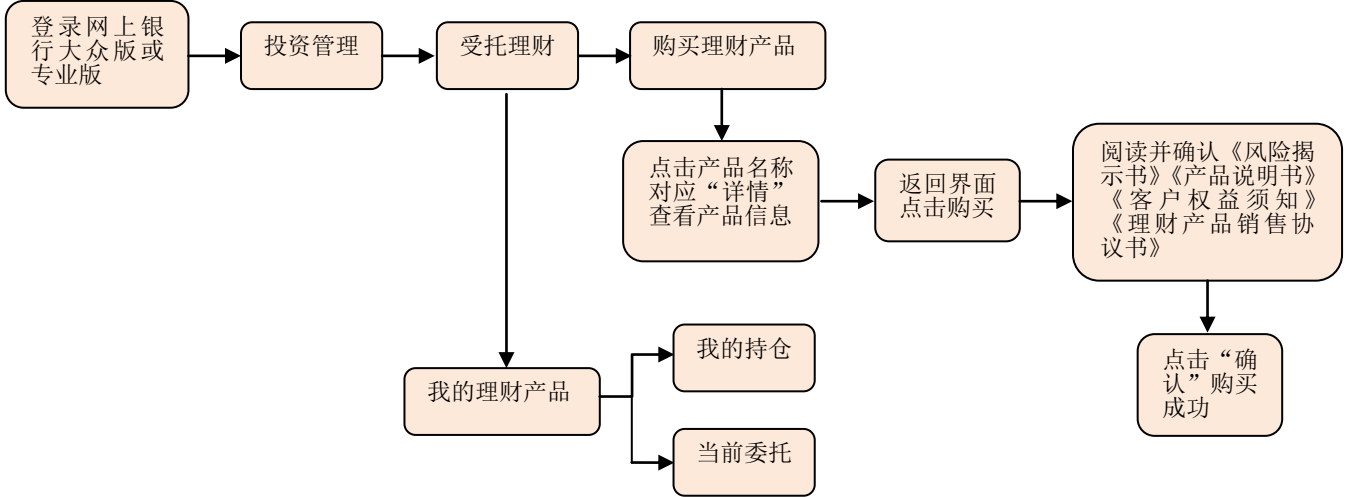 登录网上银
行大众版或
专业版
投资管理
受托理财
购买理财产品
点击产品名称
对应“详情”
查看产品信息
返回界面
点击购买
阅读并确认《风险揭
示书》《产品说明书》
《客户权益须知》
《理财产品销售协
议书》
点击“确
认”购买
成功
我的理财产品
我的持仓
当前委托